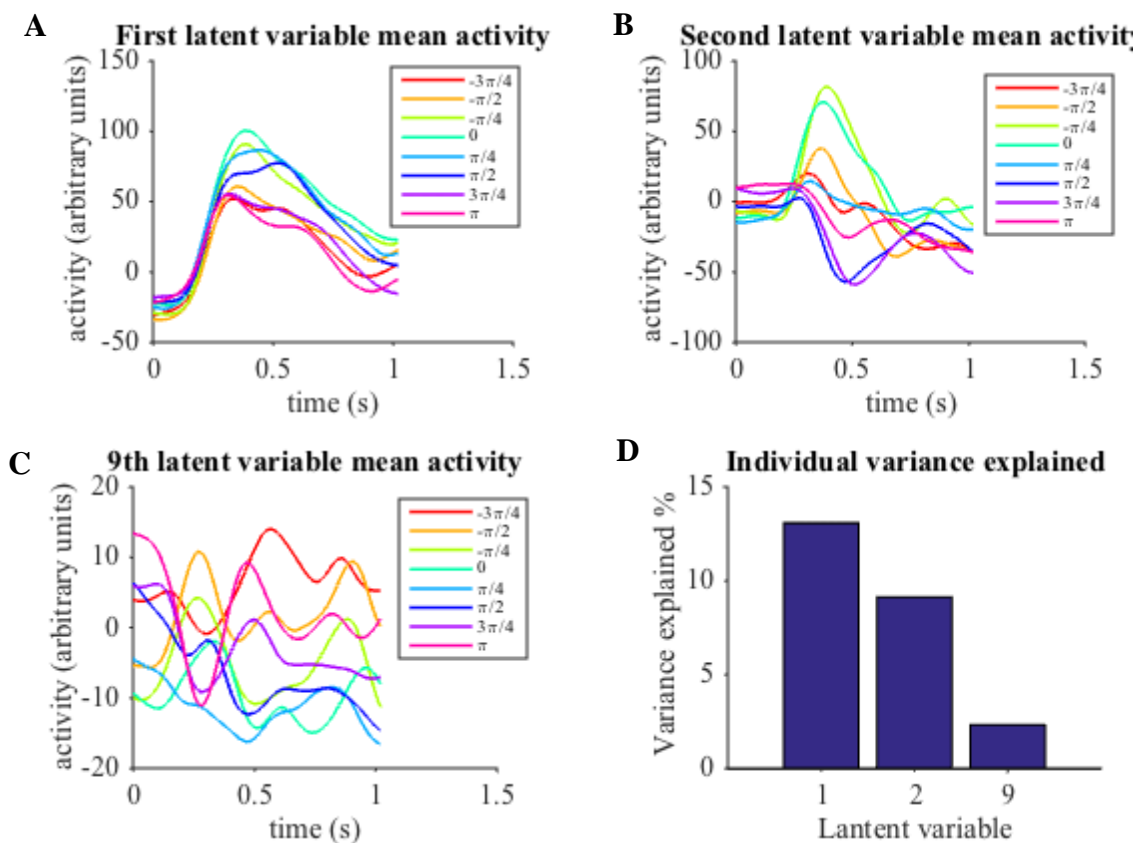 A
First latent variable mean activity
150
100
50
0
-50
activity (arbitrary units)
-3π/4
-π/2
-π/4
0
π/4
π/2
3π/4
π
0
0.5
1
1.5
time (s)
B
Second latent variable mean activity
100
50
0
-50
-100
activity (arbitrary units)
-3π/4
-π/2
-π/4
0
π/4
π/2
3π/4
π
0
0.5
1
1.5
time (s)
C
9th latent variable mean activity
20
10
0
-10
-20
activity (arbitrary units)
-3π/4
-π/2
-π/4
0
π/4
π/2
3π/4
π
0
0.5
1
1.5
time (s)
D
Individual variance explained
15
10
5
0
Variance explained %
1
2
9
Lantent variable